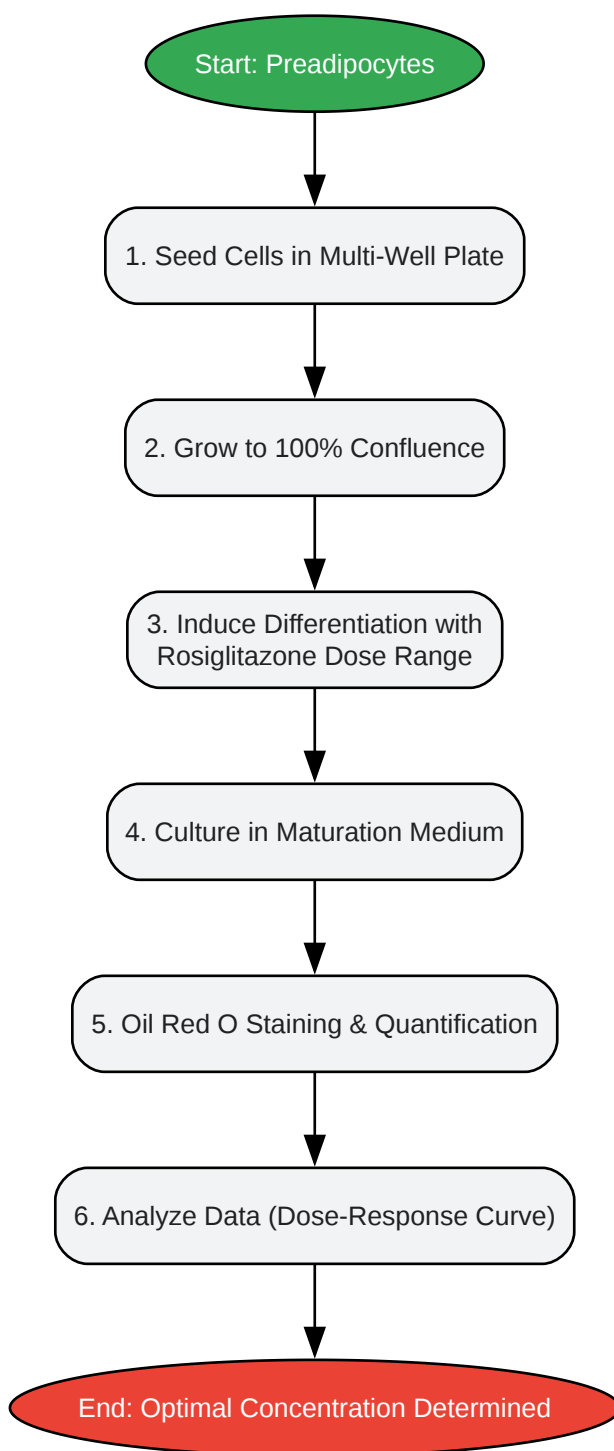 Start: Preadipocytes
1. Seed Cells in Multi-Well Plate
2. Grow to 100% Confluence
3. Induce Differentiation with
Rosiglitazone Dose Range
4. Culture in Maturation Medium
5. Oil Red O Staining & Quantification
6. Analyze Data (Dose-Response Curve)
End: Optimal Concentration Determined